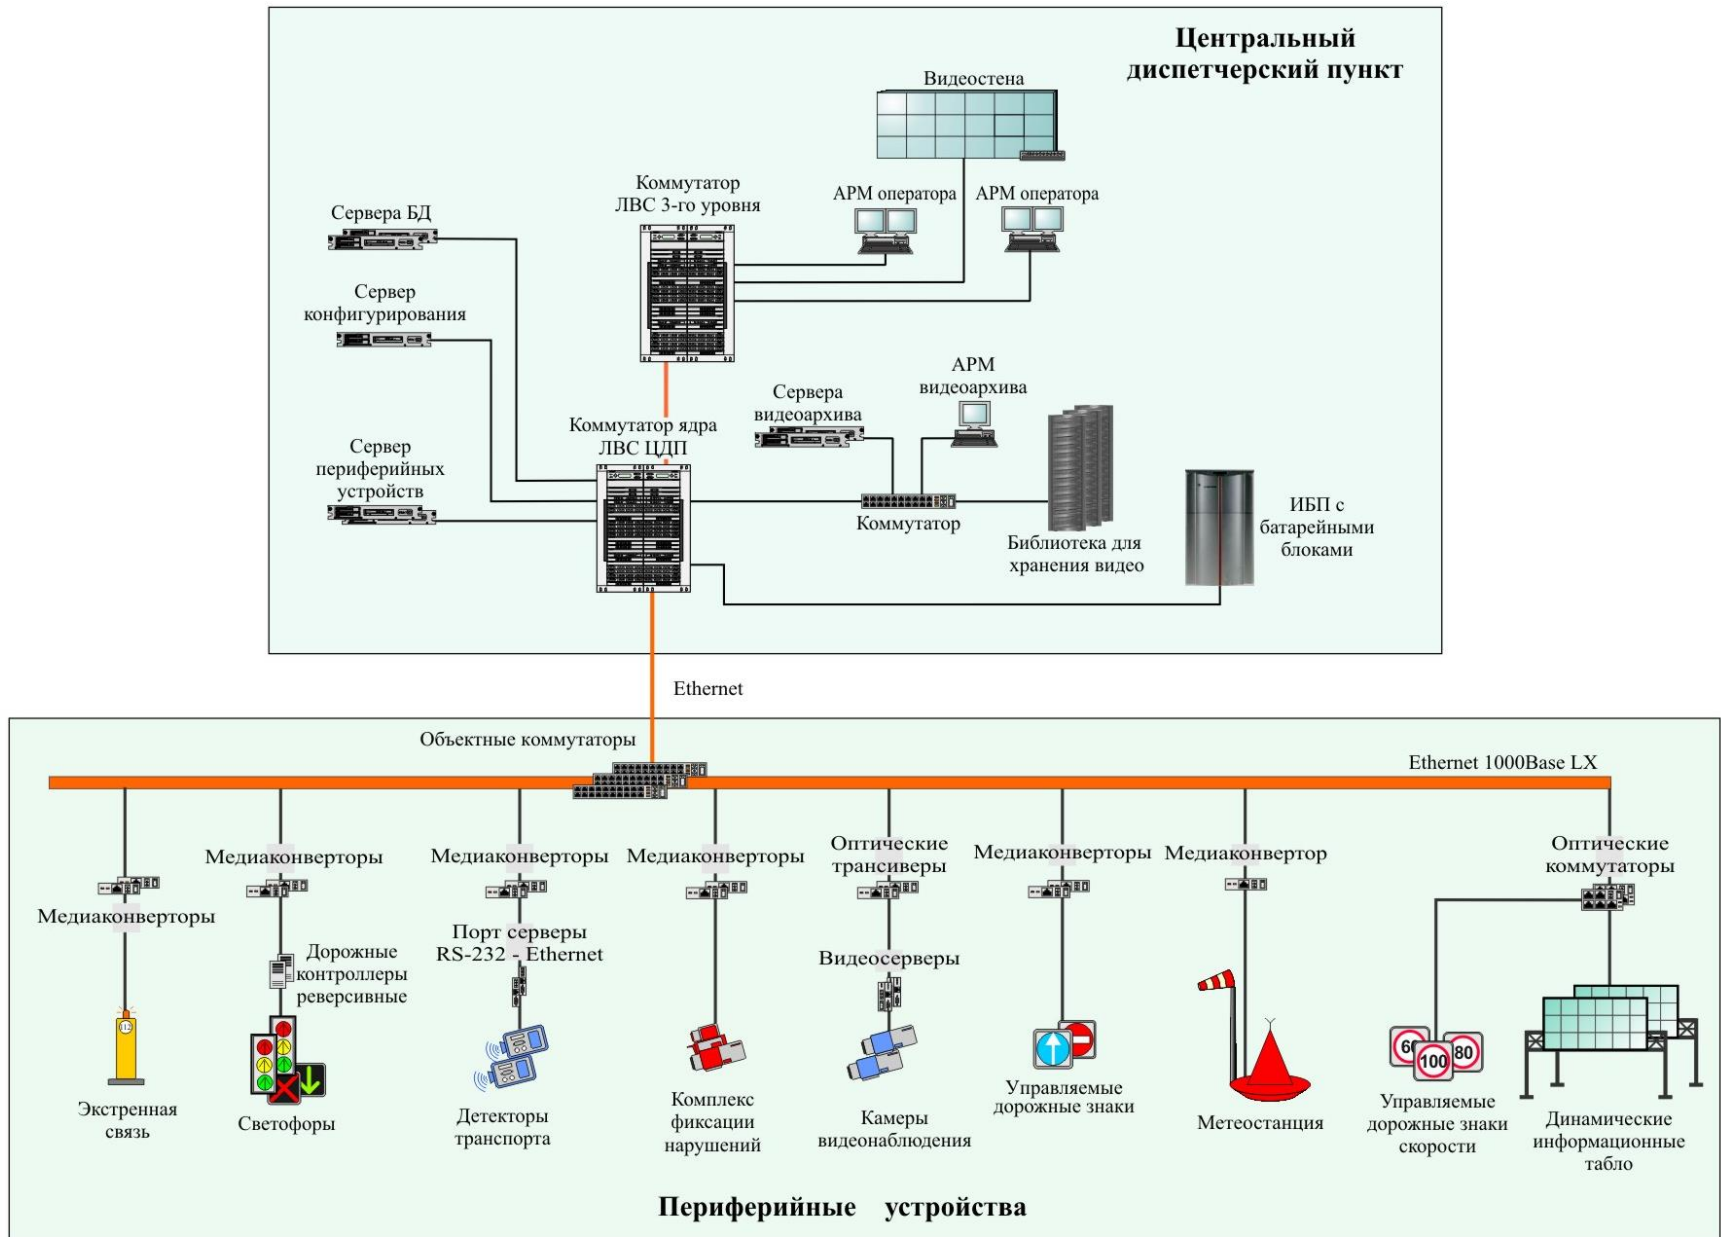 Центральный
диспетчерский пункт
Видеостена
Коммутатор
ЛВС 3-го уровня
АРМ оператора
АРМ оператора
Сервера БД
Сервер
конфигурирования
Сервер
периферийных
устройств
Коммутатор ядра
ЛВС ЦДП
Сервера
видеоархива
АРМ
видеоархива
Коммутатор
Библиотека для
хранения видео
ИБП с
батарейными
блоками
Ethernet
Объектные коммутаторы
Ethernet 1000Base LX
Медиаконверторы
112
Экстренная
связь
Медиаконверторы
Дорожные
контроллеры
реверсивные
Светофоры
Медиаконверторы
Порт серверы
RS-232 - Ethernet
Детекторы
транспорта
Медиаконверторы
Комплекс
фиксации
нарушений
Оптические
трансиверы
Видеосерверы
Камеры
видеонаблюдения
Медиаконверторы
Управляемые
дорожные знаки
Медиаконвертор
Метеостанция
Оптические
коммутаторы
60
100
80
Управляемые
дорожные знаки
скорости
Динамические
информационные
табло
Периферийные устройства